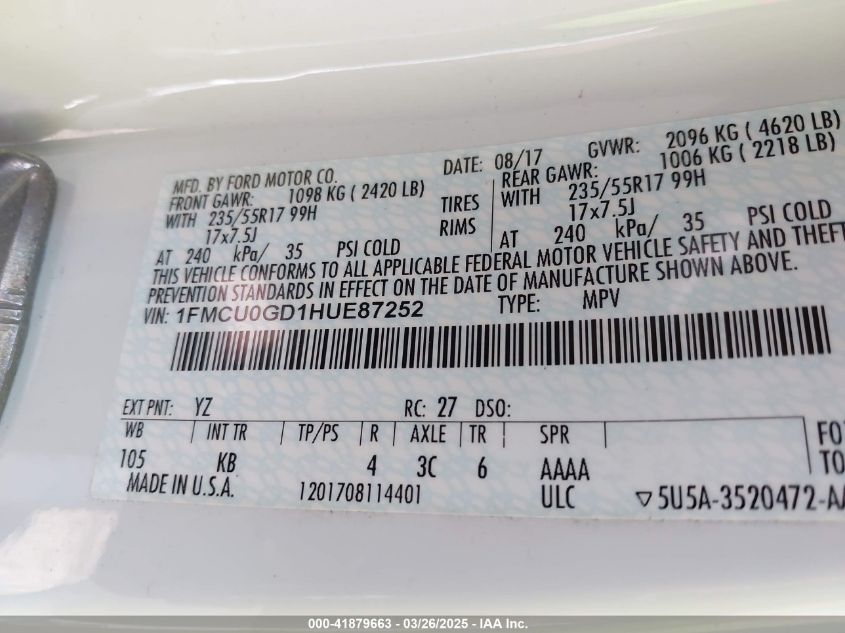 MFD. BY FORD MOTOR CO. DATE: 08/17 GVWR: 2096 KG ( 4620 LB)
FRONT GAWR: 1098 KG ( 2420 LB) REAR GAWR: 1006 KG ( 2218 LB)
WITH 235/55R17 99H TIRES WITH 235/55R17 99H
17x7.5J RIMS 17x7.5J
AT 240 kPa/ 35 PSI COLD AT 240 kPa/ 35 PSI COLD
THIS VEHICLE CONFORMS TO ALL APPLICABLE FEDERAL MOTOR VEHICLE SAFETY AND THEFT
PREVENTION STANDARDS IN EFFECT ON THE DATE OF MANUFACTURE SHOWN ABOVE.
VIN: 1FMCU0GD1HUE87252 TYPE: MPV
EXT PNT: YZ RC: 27 DSO:
WB INT TR TP/PS R AXLE TR SPR FO
105 KB 4 3C 6 AAAA TO
MADE IN U.S.A. 1201708114401 ULC ▽5U5A-3520472-AA
000-41879663 - 03/26/2025 - IAA Inc.